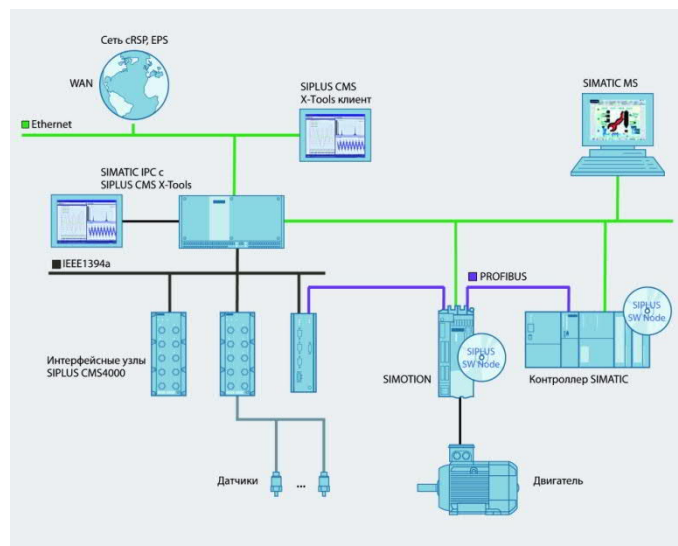 Сеть cRSP, EPS
WAN
SIPLUS CMS
X-Tools клиент
SIMATIC MS
Ethernet
SIMATIC IPC с
SIPLUS CMS X-Tools
IEEE1394a
PROFIBUS
SIPLUS
SW Node
SIPLUS
SW Node
Интерфейсные узлы
SIPLUS CMS4000
SIMOTION
Контроллер SIMATIC
Датчики
...
Двигатель